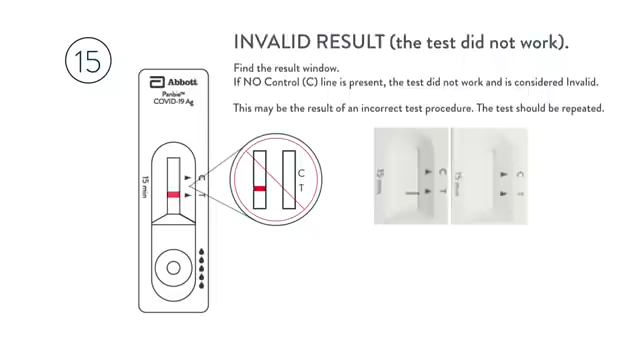 15
INVALID RESULT (the test did not work).
Find the result window.
If NO Control (C) line is present, the test did not work and is considered Invalid.
This may be the result of an incorrect test procedure. The test should be repeated.
Abbott
Panbio™
COVID-19 Ag
15 min
C
T
C
T
15 min
C
T
15 min
C
T